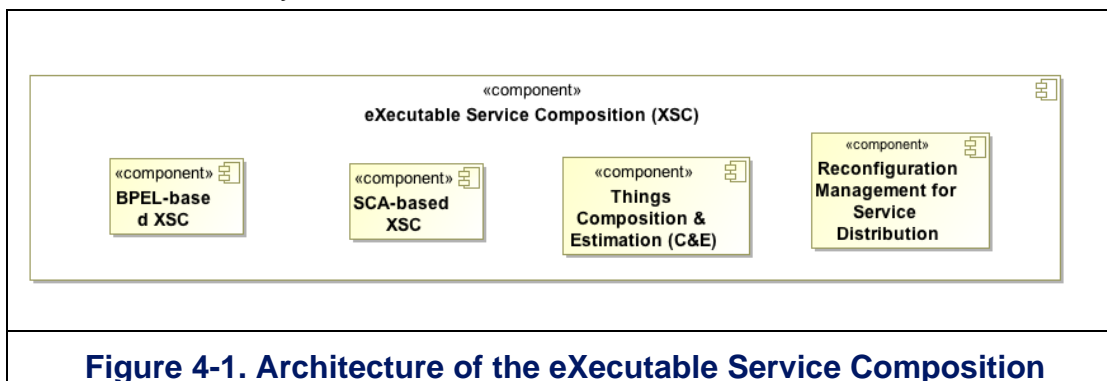 «component»
eXecutable Service Composition (XSC)
«component»
BPEL-base
d XSC
«component»
SCA-based
XSC
«component»
Things
Composition &
Estimation (C&E)
«component»
Reconfiguration
Management for
Service
Distribution
Figure 4-1. Architecture of the eXecutable Service Composition